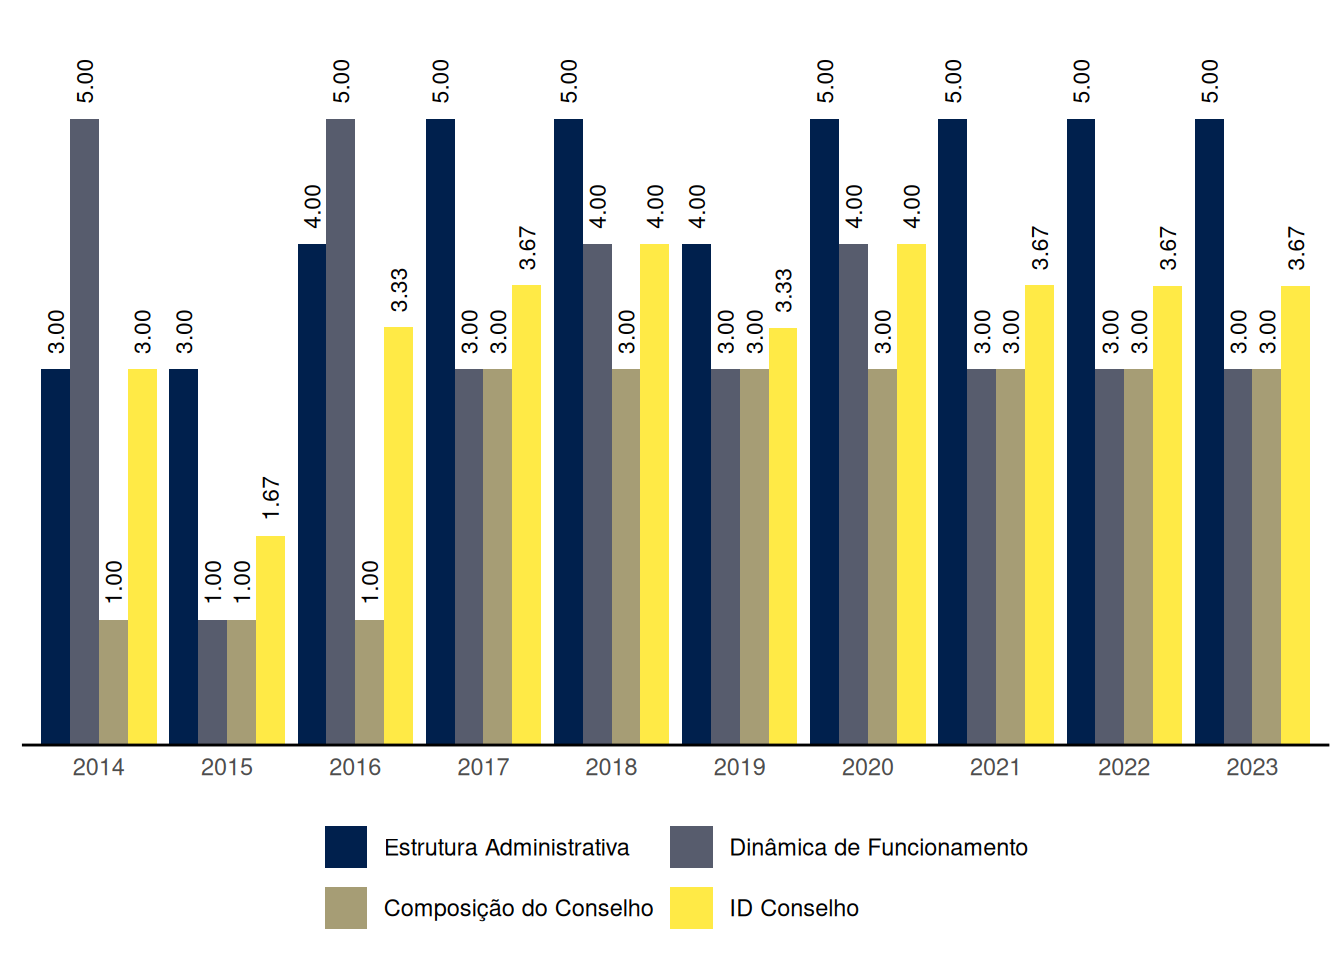 3.00 5.00 1.00 3.00 3.00 1.00 1.00 1.67 4.00 5.00 1.00 3.33 5.00 3.00 3.00 3.67 5.00 4.00 3.00 4.00 4.00 3.00 3.00 3.33 5.00 4.00 3.00 4.00 5.00 3.00 3.00 3.67 5.00 3.00 3.00 3.67 5.00 3.00 3.00 3.67
2014 2015 2016 2017 2018 2019 2020 2021 2022 2023
Estrutura Administrativa Dinâmica de Funcionamento
Composição do Conselho ID Conselho